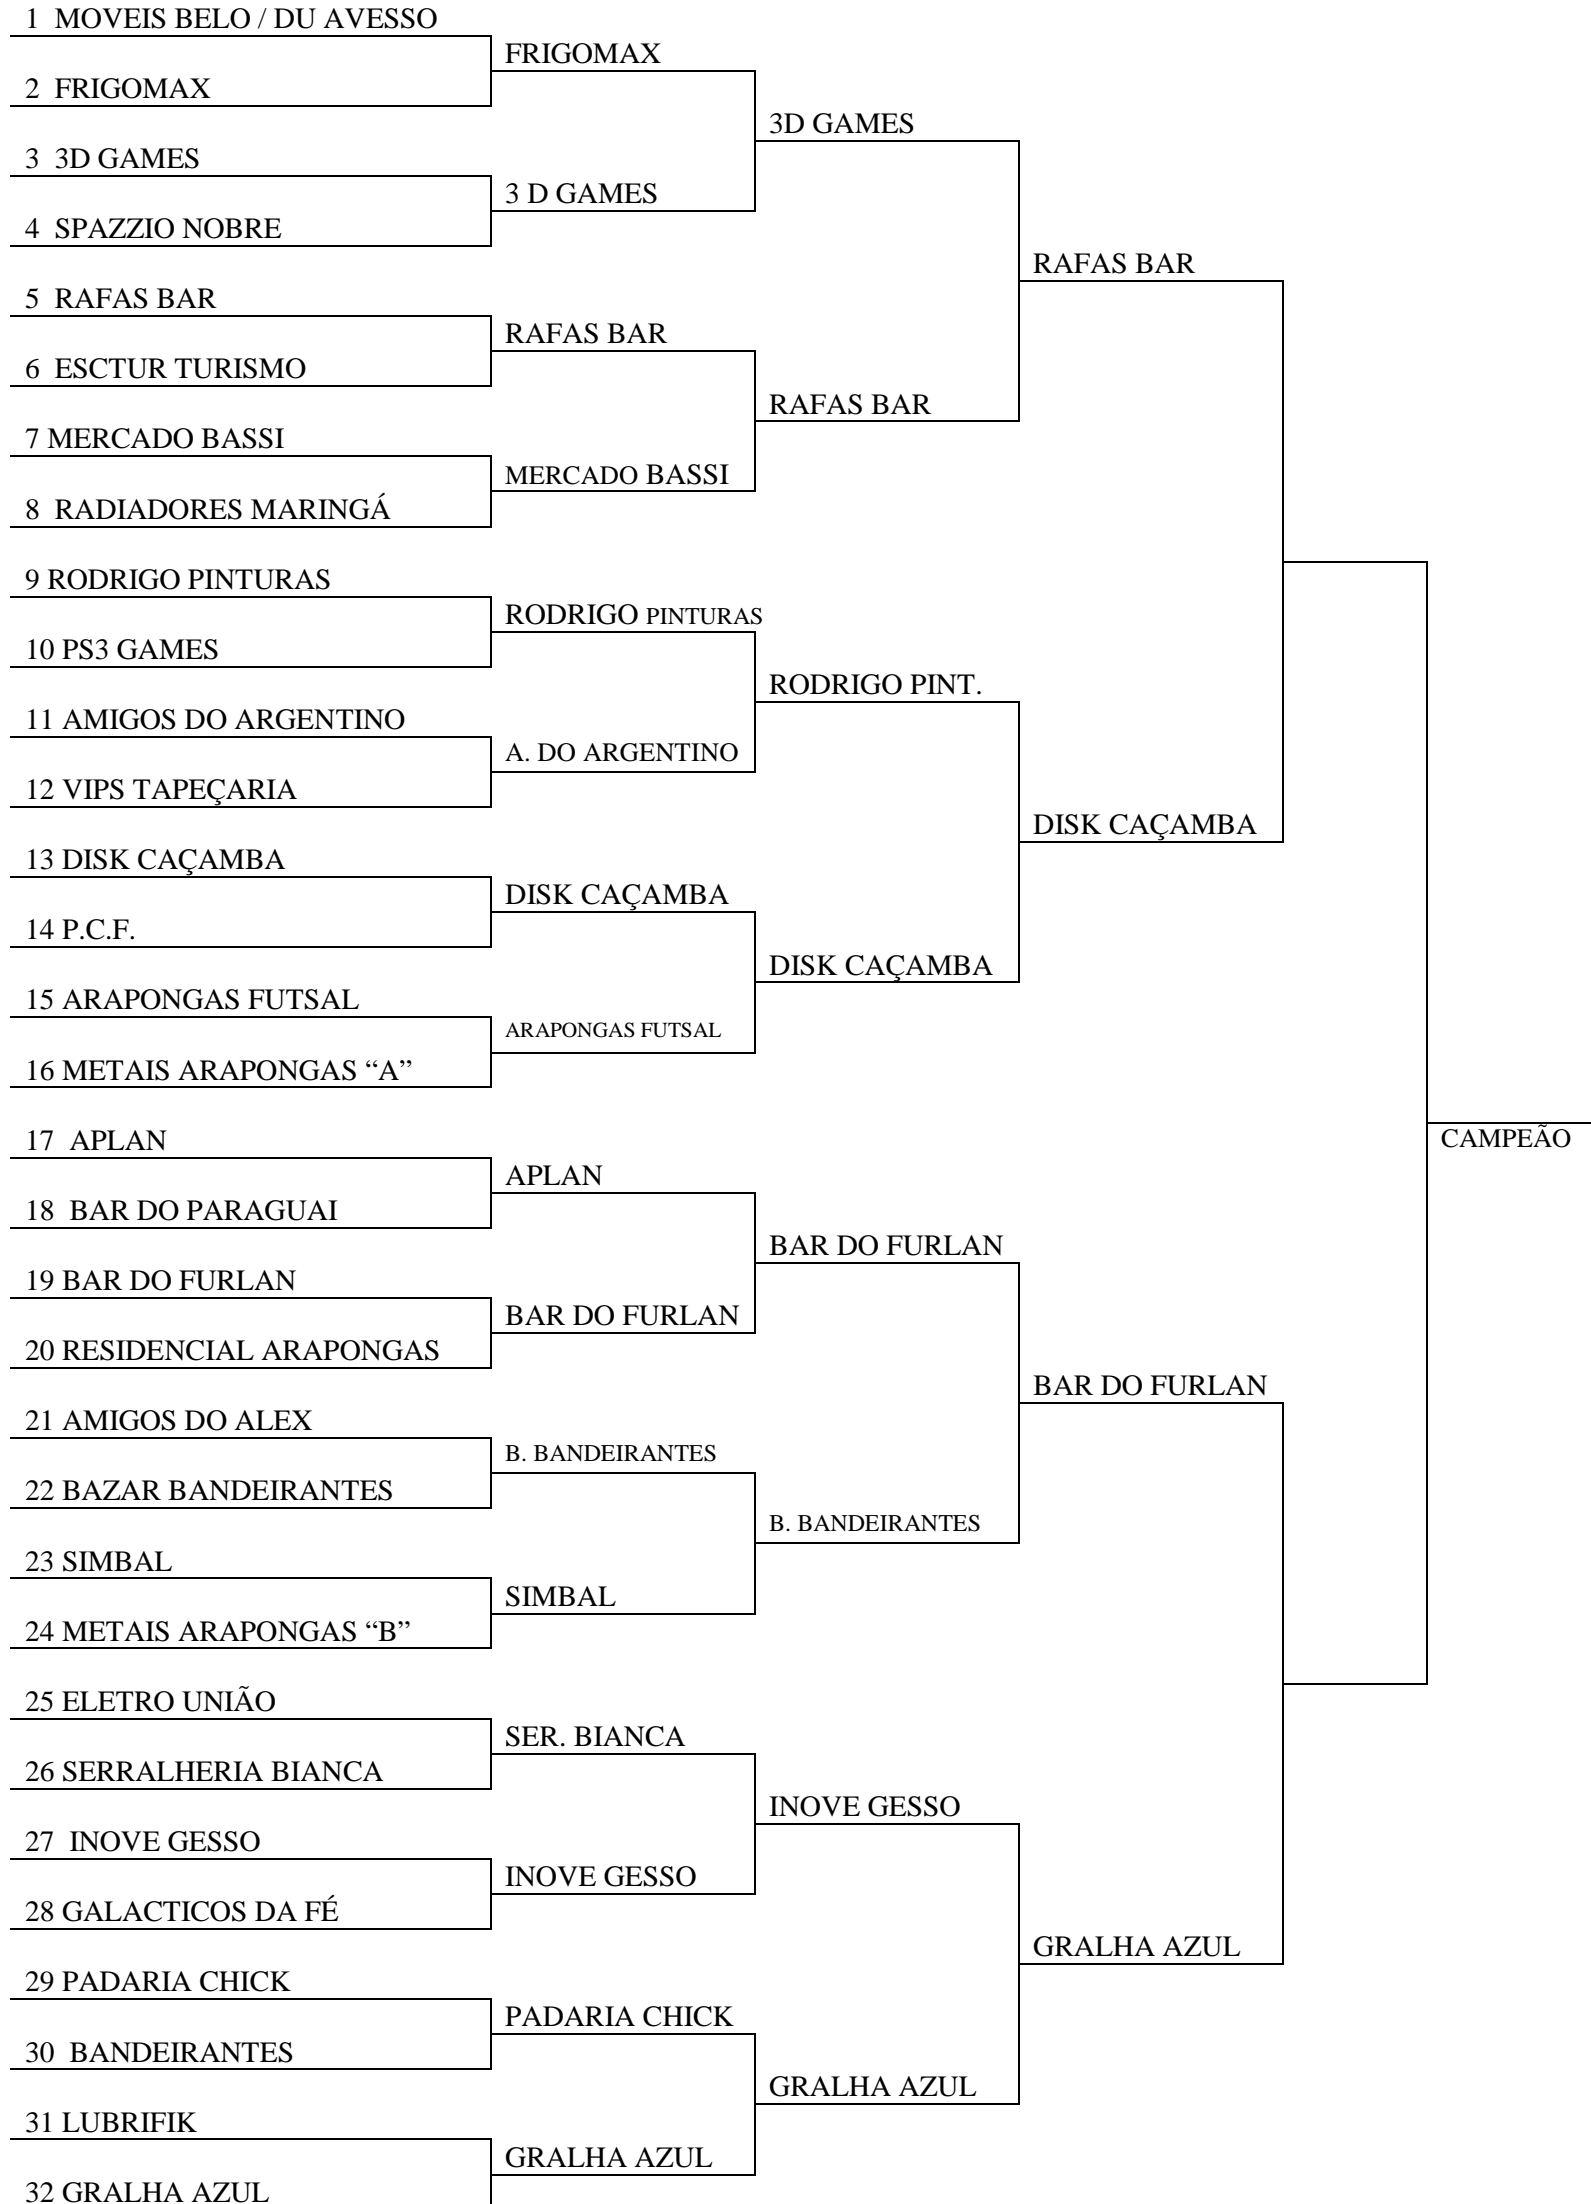 1 MOVEIS BELO / DU AVESSO
FRIGOMAX
2 FRIGOMAX
3D GAMES
3 3D GAMES
3 D GAMES
4 SPAZZIO NOBRE
RAFAS BAR
5 RAFAS BAR
RAFAS BAR
6 ESCTUR TURISMO
RAFAS BAR
7 MERCADO BASSI
MERCADO BASSI
8 RADIADORES MARINGÁ
9 RODRIGO PINTURAS
RODRIGO PINTURAS
10 PS3 GAMES
RODRIGO PINT.
11 AMIGOS DO ARGENTINO
A. DO ARGENTINO
12 VIPS TAPEÇARIA
DISK CAÇAMBA
13 DISK CAÇAMBA
DISK CAÇAMBA
14 P.C.F.
DISK CAÇAMBA
15 ARAPONGAS FUTSAL
ARAPONGAS FUTSAL
16 METAIS ARAPONGAS “A”
17 APLAN
CAMPEÃO
APLAN
18 BAR DO PARAGUAI
BAR DO FURLAN
19 BAR DO FURLAN
BAR DO FURLAN
20 RESIDENCIAL ARAPONGAS
BAR DO FURLAN
21 AMIGOS DO ALEX
B. BANDEIRANTES
22 BAZAR BANDEIRANTES
B. BANDEIRANTES
23 SIMBAL
SIMBAL
24 METAIS ARAPONGAS “B”
25 ELETRO UNIÃO
SER. BIANCA
26 SERRALHERIA BIANCA
INOVE GESSO
27 INOVE GESSO
INOVE GESSO
28 GALACTICOS DA FÉ
GRALHA AZUL
29 PADARIA CHICK
PADARIA CHICK
30 BANDEIRANTES
GRALHA AZUL
31 LUBRIFIK
GRALHA AZUL
32 GRALHA AZUL